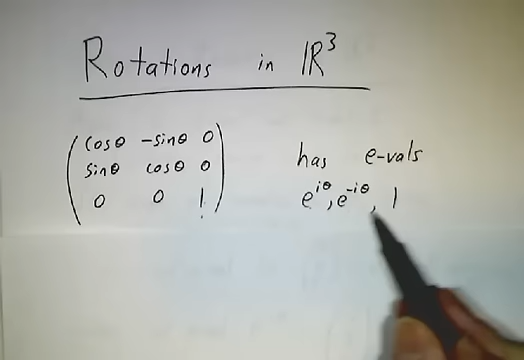 Rotations in ℝ³
cosθ -sinθ 0
sinθ cosθ 0
0 0 1
has e-vals
e^{iθ}, e^{-iθ}, 1